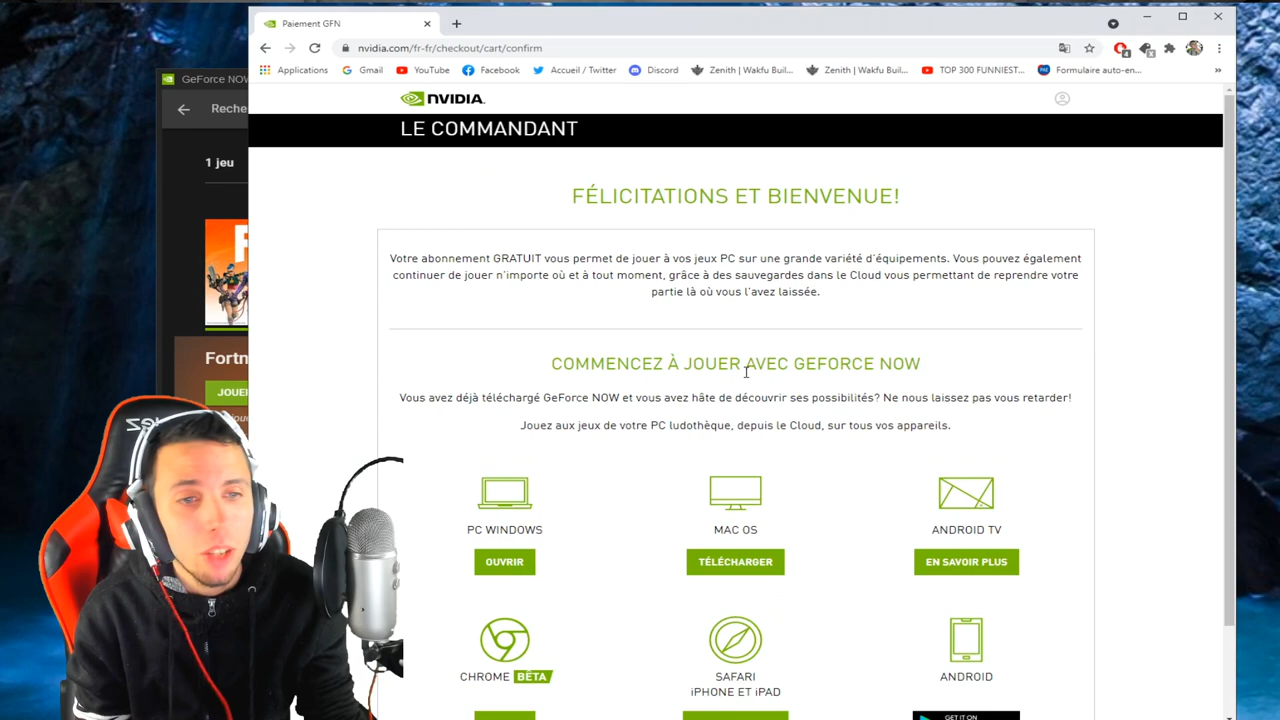 Paiement GFN
nvidia.com/fr-fr/checkout/cart/confirm
Applications Gmail YouTube Facebook Accueil / Twitter Discord Zenith | Wakfu Buil... Zenith | Wakfu Buil... TOP 300 FUNNIEST... Formulaire auto-en... »
GeForce NOW
Reche
1 jeu
Fortn
JOUE
NVIDIA.
LE COMMANDANT
FÉLICITATIONS ET BIENVENUE!
Votre abonnement GRATUIT vous permet de jouer à vos jeux PC sur une grande variété d'équipements. Vous pouvez également
continuer de jouer n'importe où et à tout moment, grâce à des sauvegardes dans le Cloud vous permettant de reprendre votre
partie là où vous l'avez laissée.
COMMENCEZ À JOUER AVEC GEFORCE NOW
Vous avez déjà téléchargé GeForce NOW et vous avez hâte de découvrir ses possibilités? Ne nous laissez pas vous retarder!
Jouez aux jeux de votre PC ludothèque, depuis le Cloud, sur tous vos appareils.
PC WINDOWS MAC OS ANDROID TV
OUVRIR TÉLÉCHARGER EN SAVOIR PLUS
CHROME BÊTA SAFARI ANDROID
iPHONE ET iPAD
GET IT ON